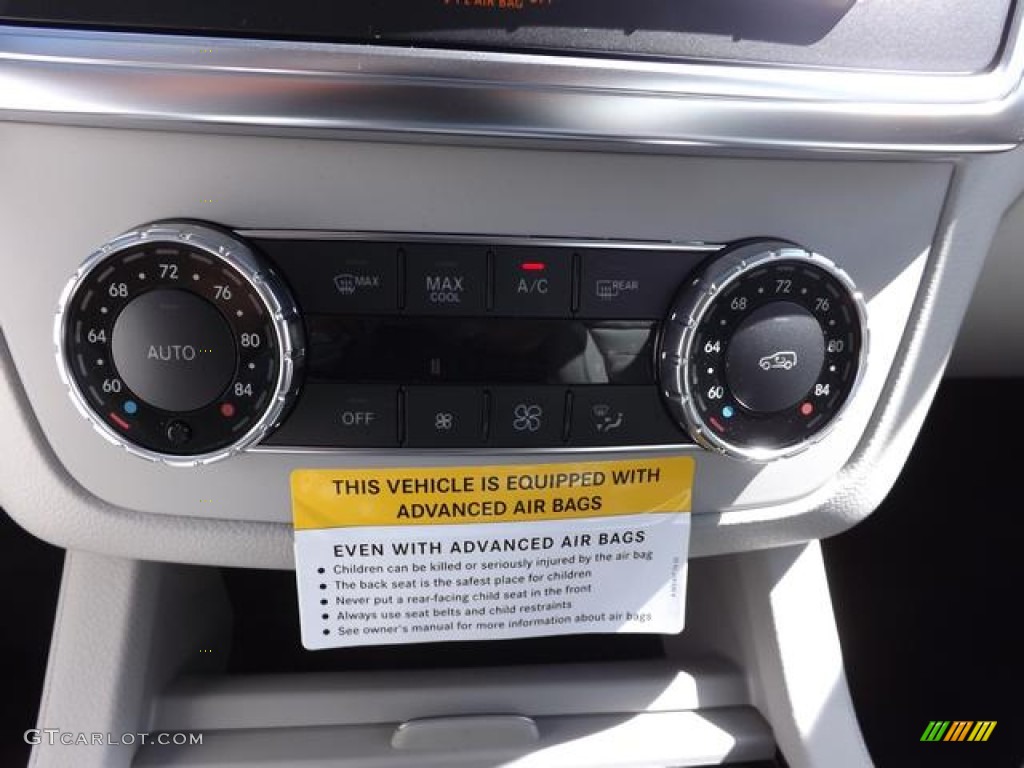 AIR BAG
MAX
MAX COOL
A/C
REAR
60 64 68 72 76 80 84
AUTO
60 64 68 72 76 80 84
OFF
THIS VEHICLE IS EQUIPPED WITH
ADVANCED AIR BAGS
EVEN WITH ADVANCED AIR BAGS
• Children can be killed or seriously injured by the air bag
• The back seat is the safest place for children
• Never put a rear-facing child seat in the front
• Always use seat belts and child restraints
• See owner's manual for more information about air bags
GTCARLOT.COM